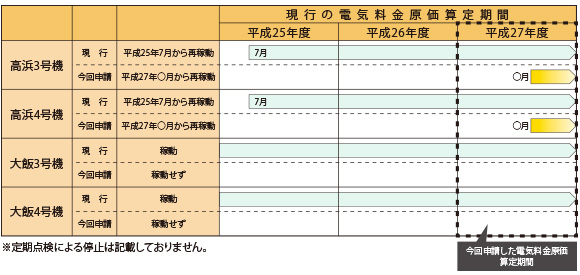 現行の電気料金原価算定期間
平成25年度 平成26年度 平成27年度
高浜3号機 現 行 平成25年7月から再稼動 7月
今回申請 平成27年〇月から再稼動 〇月
高浜4号機 現 行 平成25年7月から再稼動 7月
今回申請 平成27年〇月から再稼動 〇月
大飯3号機 現 行 稼動
今回申請 稼動せず
大飯4号機 現 行 稼動
今回申請 稼動せず
※定期点検による停止は記載しておりません。
今回申請した電気料金原価
算定期間